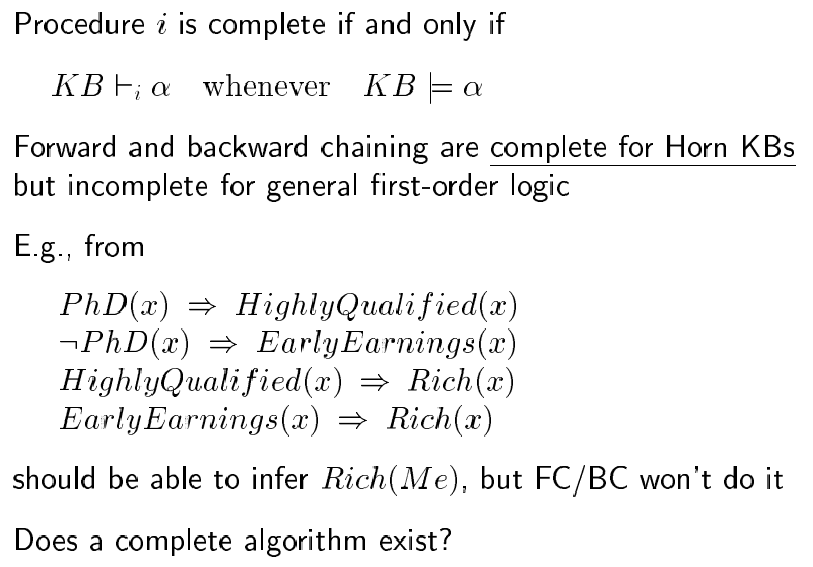 Procedure i is complete if and only if
KB ⊢i α whenever KB ⊨ α
Forward and backward chaining are complete for Horn KBs
but incomplete for general first-order logic
E.g., from
PhD(x) ⇒ HighlyQualified(x)
¬PhD(x) ⇒ EarlyEarnings(x)
HighlyQualified(x) ⇒ Rich(x)
EarlyEarnings(x) ⇒ Rich(x)
should be able to infer Rich(Me), but FC/BC won't do it
Does a complete algorithm exist?